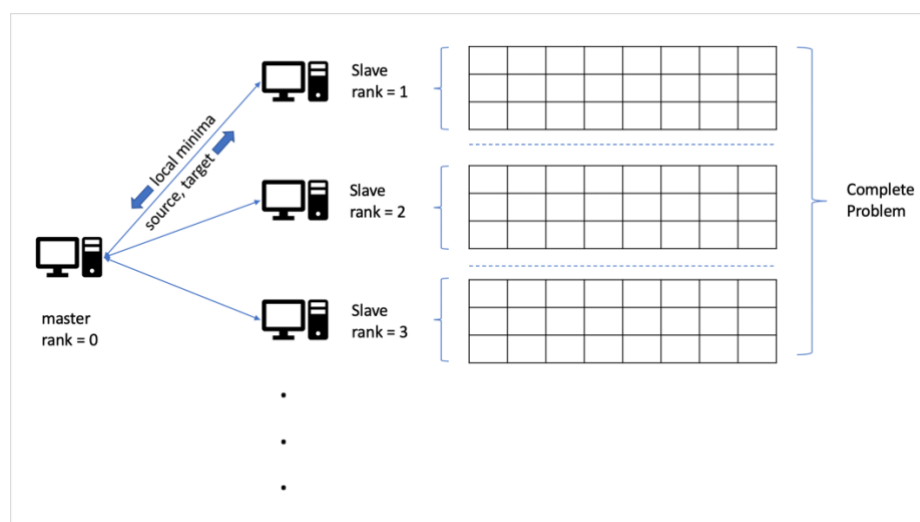 Slave
rank = 1
local minima
source, target
Slave
rank = 2
Complete
Problem
master
rank = 0
Slave
rank = 3